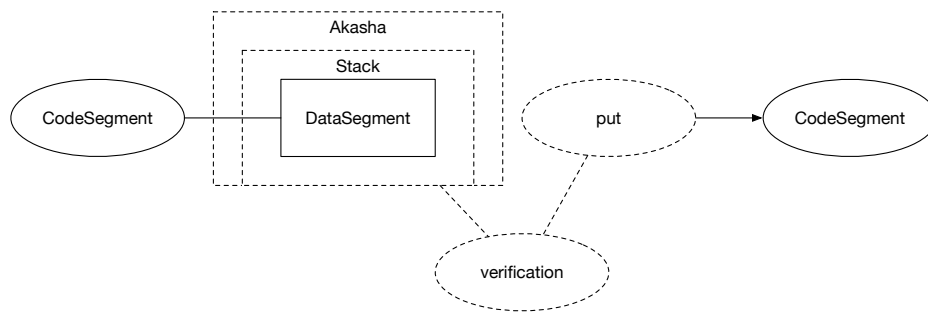 Akasha
Stack
CodeSegment
DataSegment
put
CodeSegment
verification